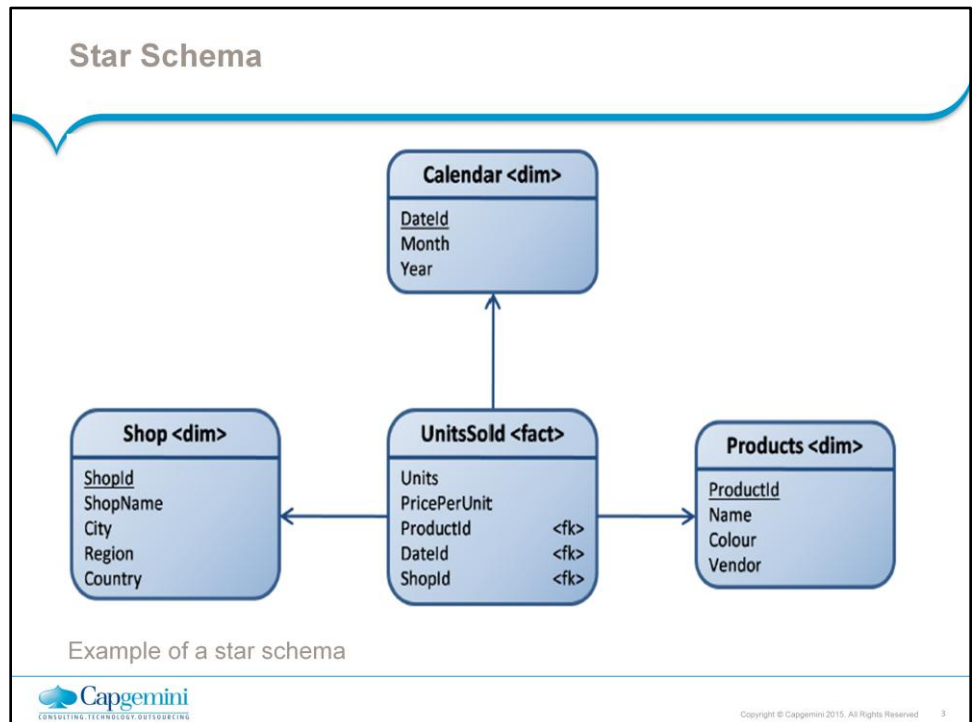 Star Schema
Calendar <dim>
DateId
Month
Year
Shop <dim>
ShopId
ShopName
City
Region
Country
UnitsSold <fact>
Units
PricePerUnit
ProductId <fk>
DateId <fk>
ShopId <fk>
Products <dim>
ProductId
Name
Colour
Vendor
Example of a star schema
Capgemini
CONSULTING.TECHNOLOGY.OUTSOURCING
Copyright © Capgemini 2015. All Rights Reserved 3